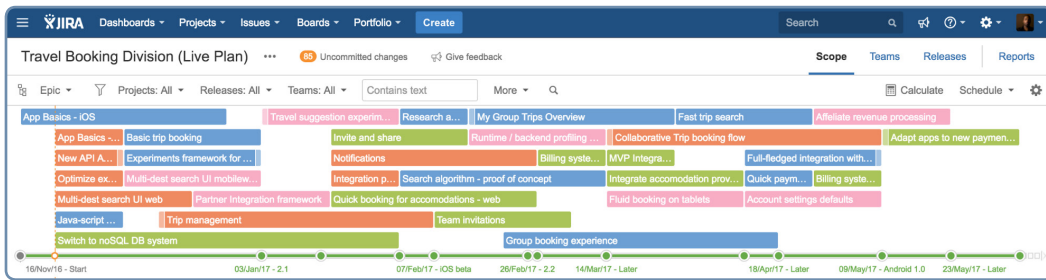 JIRA Dashboards Projects Issues Boards Portfolio Create Search
Travel Booking Division (Live Plan) ... 85 Uncommitted changes Give feedback Scope Teams Releases Reports
Epic Projects: All Releases: All Teams: All Contains text More Calculate Schedule
App Basics - iOS Travel suggestion experim... Research a... My Group Trips Overview Fast trip search Affeliate revenue processing
App Basics -... Basic trip booking Invite and share Runtime / backend profiling ... Collaborative Trip booking flow Adapt apps to new paymen...
New API A... Experiments framework for ... Notifications Billing syste... MVP Integra... Full-fledged integration with...
Optimize ex... Multi-dest search UI mobilew... Integration p... Search algorithm - proof of concept Integrate accomodation prov... Quick paym... Billing syste...
Multi-dest search UI web Partner Integration framework Quick booking for accomodations - web Fluid booking on tablets Account settings defaults
Java-script ... Trip management Team invitations
Switch to noSQL DB system Group booking experience
16/Nov/16 - Start 03/Jan/17 - 2.1 07/Feb/17 - iOS beta 26/Feb/17 - 2.2 14/Mar/17 - Later 18/Apr/17 - Later 09/May/17 - Android 1.0 23/May/17 - Later